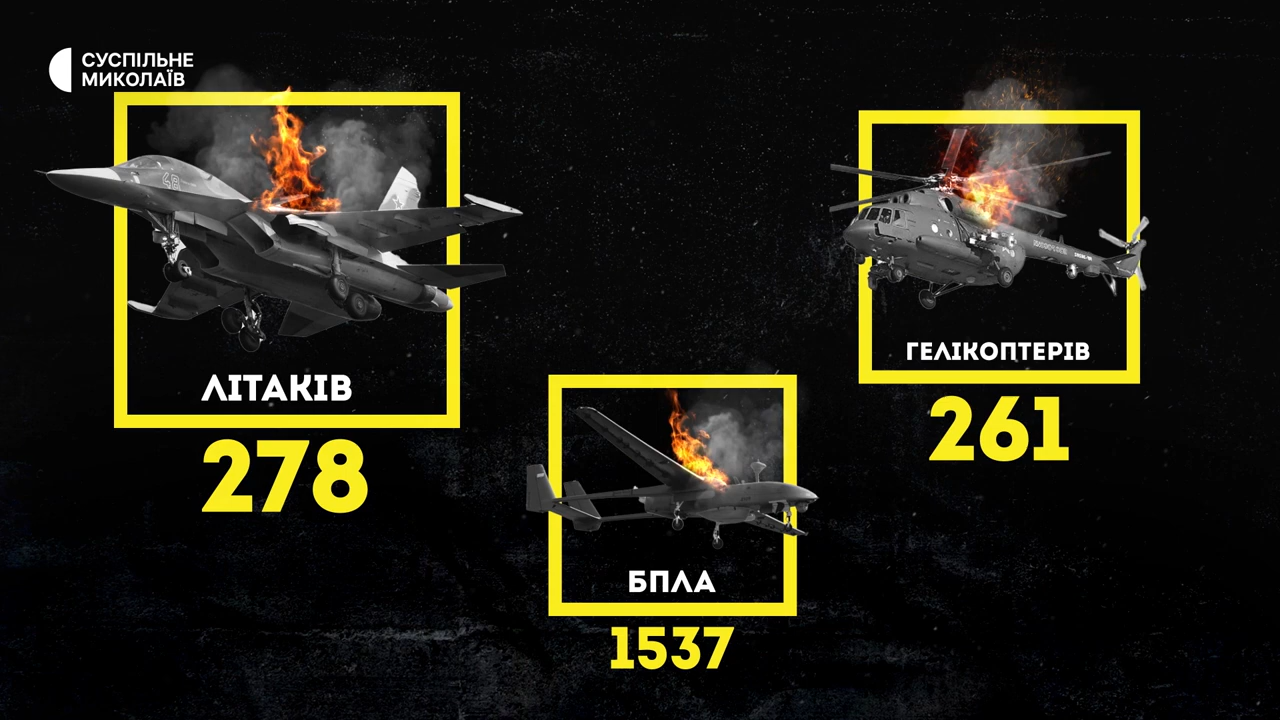 СУСПІЛЬНЕ
МИКОЛАЇВ
ЛІТАКІВ
278
ГЕЛІКОПТЕРІВ
261
БПЛА
1537